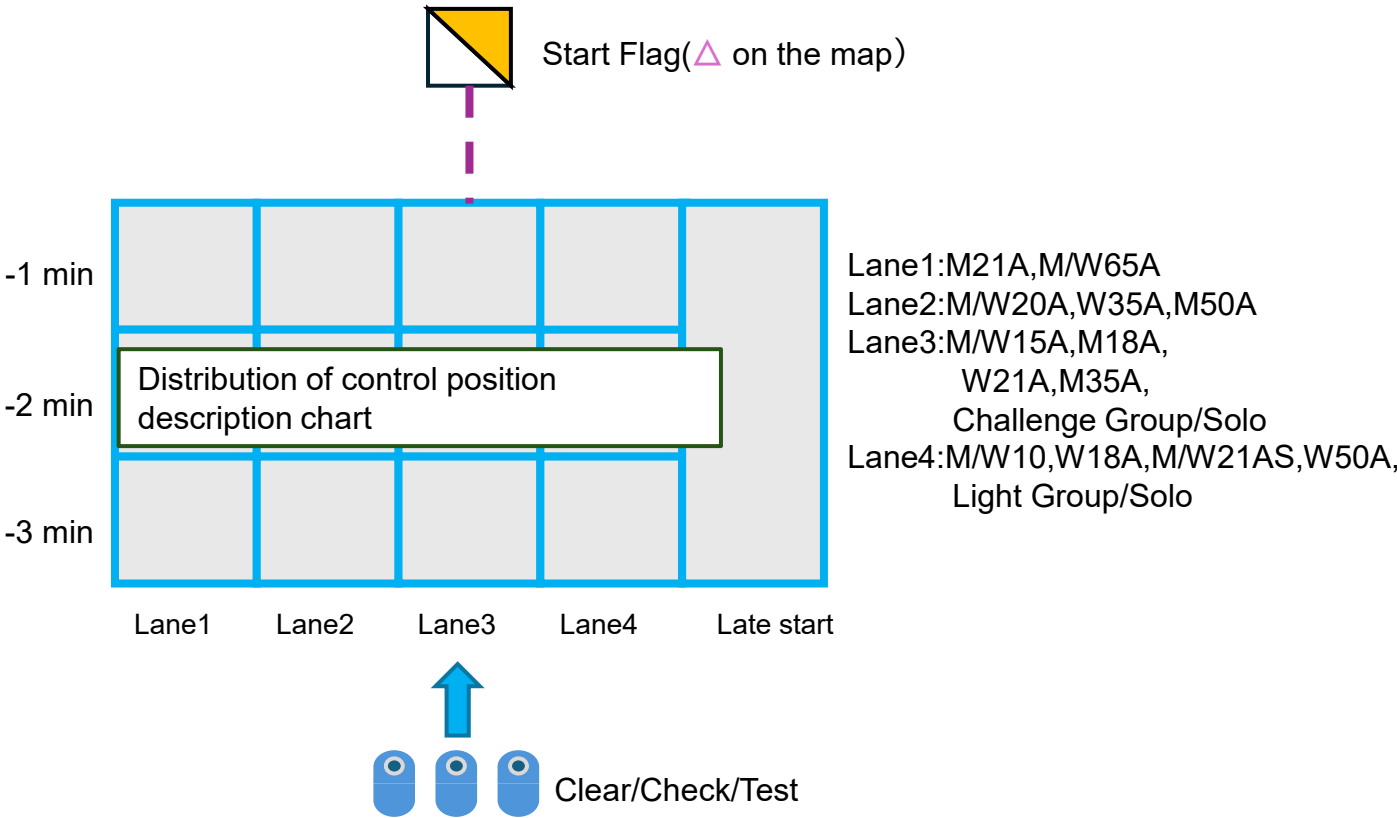 Start Flag(△ on the map）
-1 min
-2 min
-3 min
Distribution of control position
description chart
Lane1:M21A,M/W65A
Lane2:M/W20A,W35A,M50A
Lane3:M/W15A,M18A,
W21A,M35A,
Challenge Group/Solo
Lane4:M/W10,W18A,M/W21AS,W50A,
Light Group/Solo
Lane1
Lane2
Lane3
Lane4
Late start
Clear/Check/Test